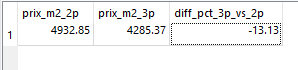 prix_m2_2p prix_m2_3p diff_pct_3p_vs_2p
1 4932.85 4285.37 -13.13